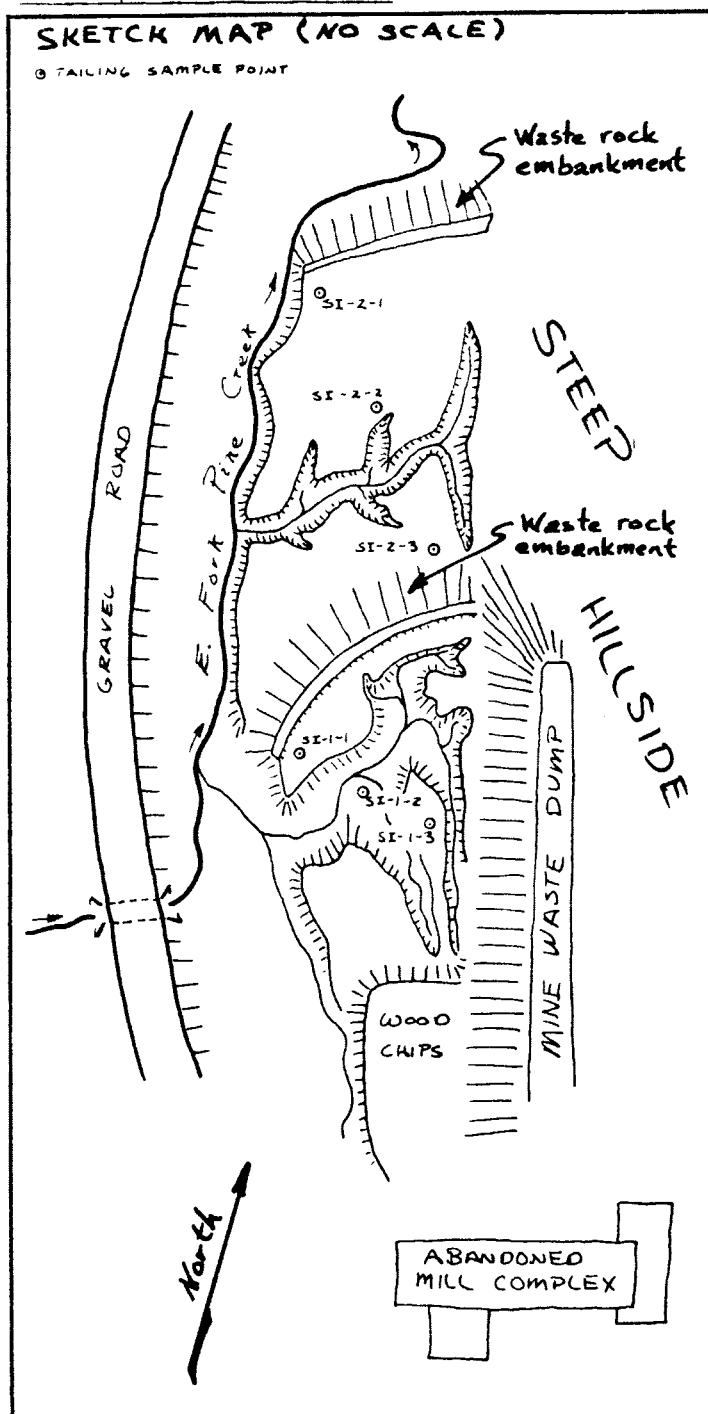 SKETCH MAP (NO SCALE)
⊙ TAILING SAMPLE POINT
Waste rock
embankment
SI-2-1
STEEP
SI-2-2
E. Fork Pine Creek
GRAVEL ROAD
Waste rock
embankment
SI-2-3
HILLSIDE
SI-1-1
SI-1-2
SI-1-3
MINE WASTE DUMP
WOOD
CHIPS
North
ABANDONED
MILL COMPLEX